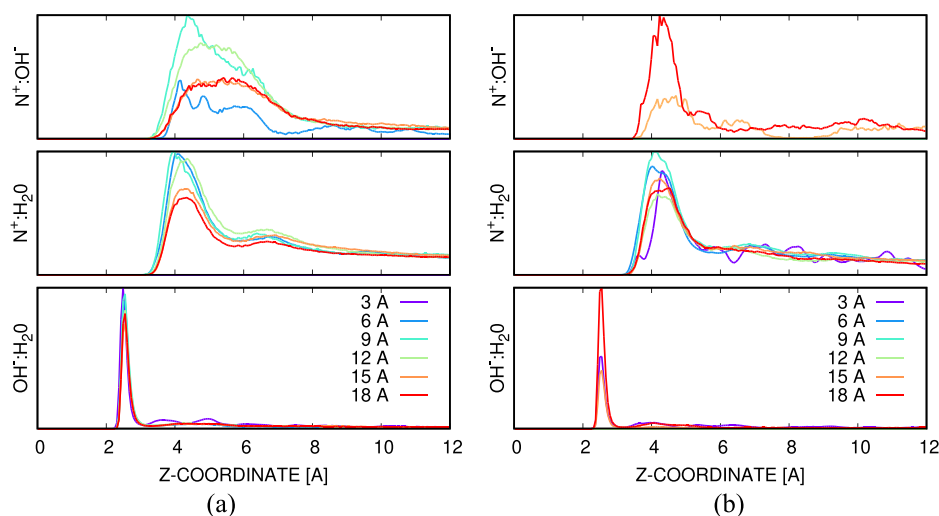 N+:OH-
N+:H20
OH-:H20
3 A
6 A
9 A
12 A
15 A
18 A
0 2 4 6 8 10 12
Z-COORDINATE [A]
(a)
N+:OH-
N+:H20
OH-:H20
3 A
6 A
9 A
12 A
15 A
18 A
0 2 4 6 8 10 12
Z-COORDINATE [A]
(b)